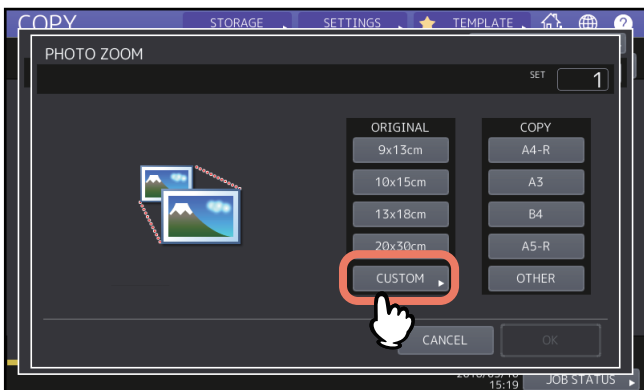 COPY STORAGE SETTINGS TEMPLATE ?
PHOTO ZOOM
SET 1
ORIGINAL COPY
9x13cm A4-R
10x15cm A3
13x18cm B4
20x30cm A5-R
CUSTOM OTHER
CANCEL OK
15:19 JOB STATUS